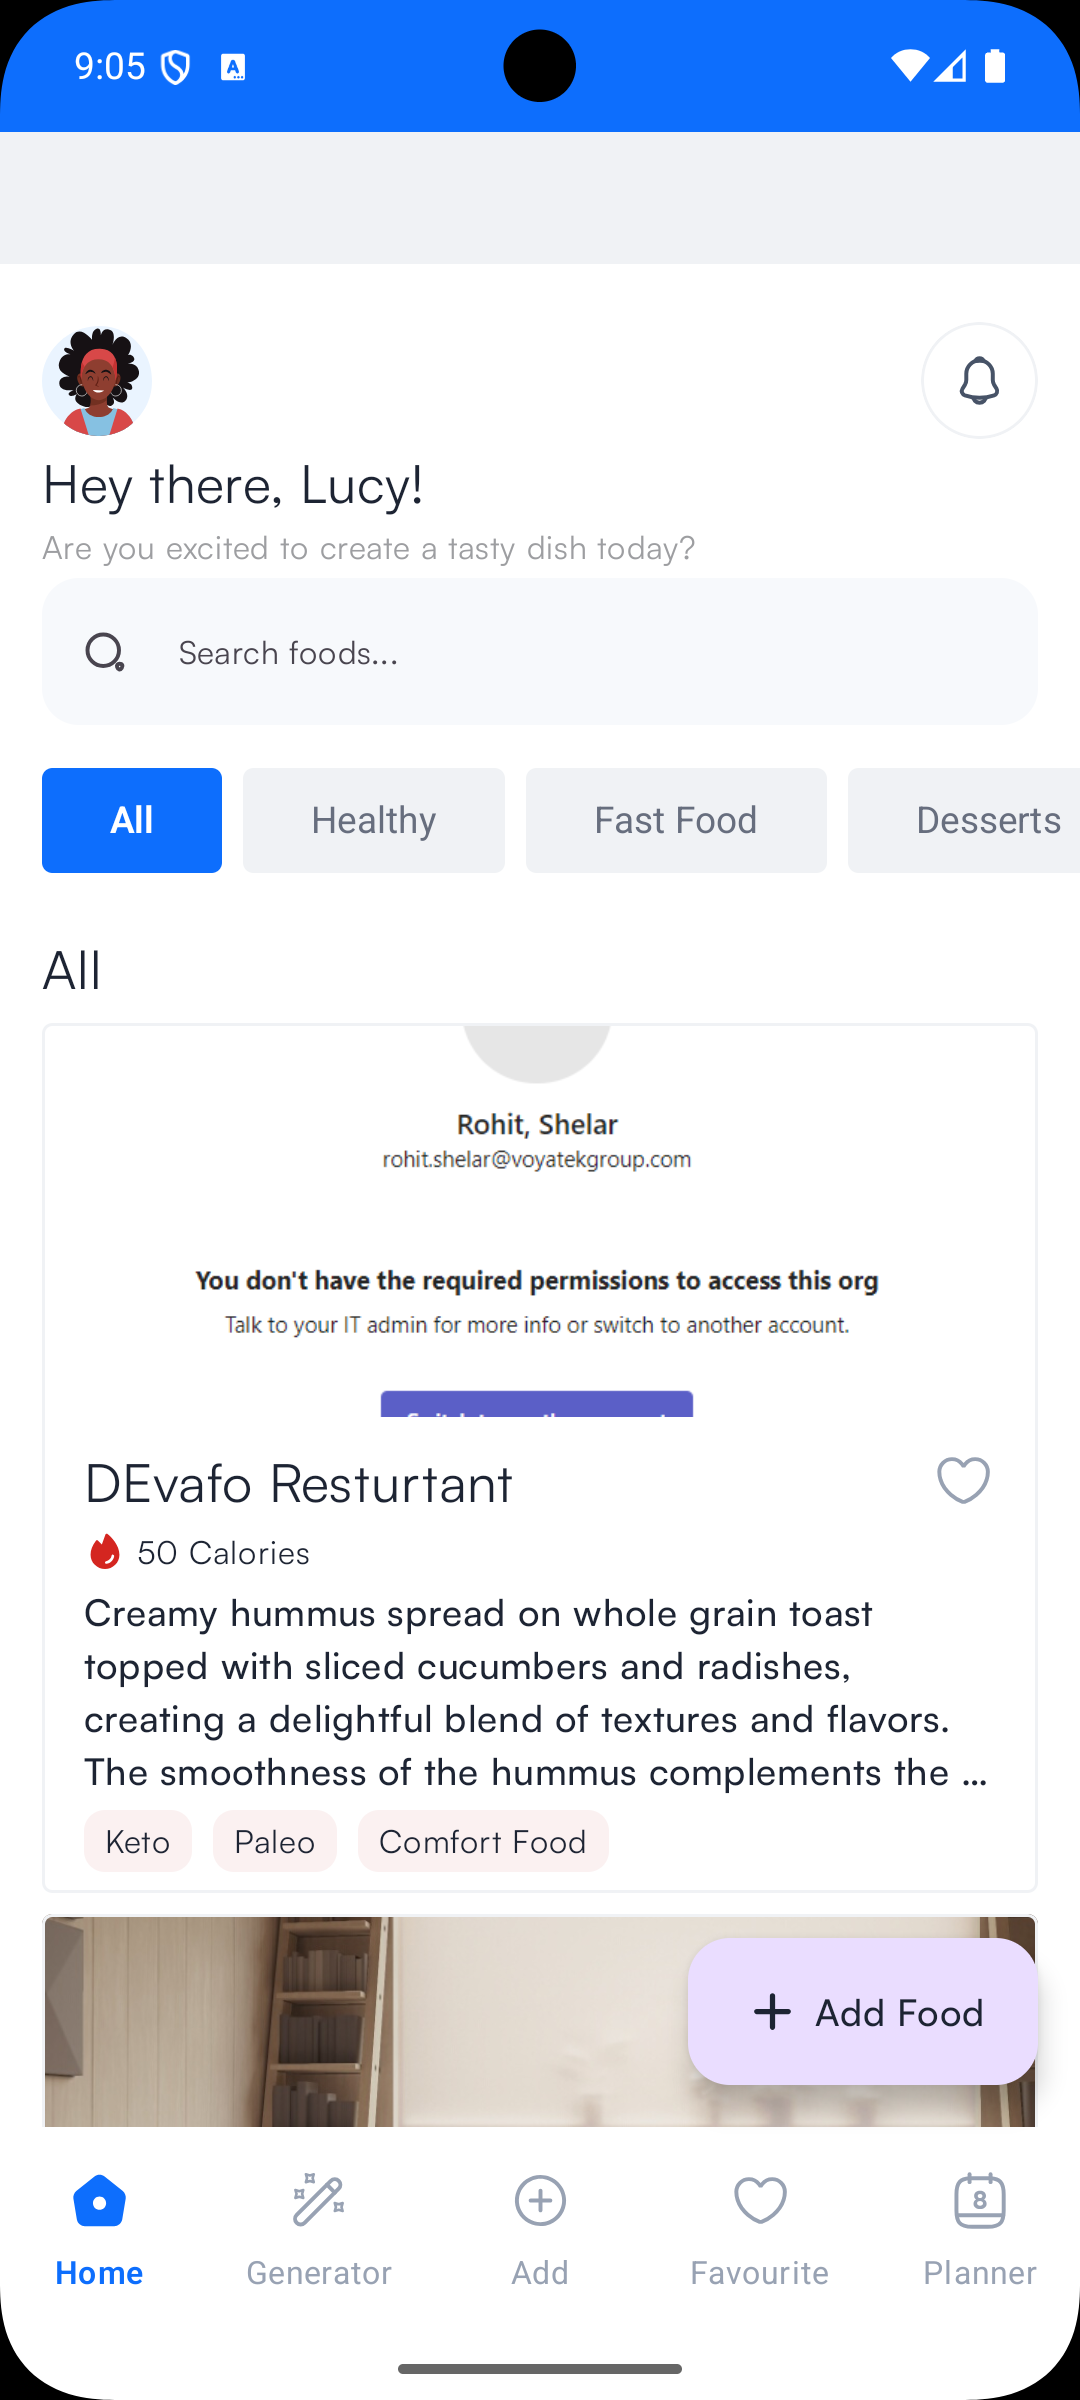 9:05
Hey there, Lucy!
Are you excited to create a tasty dish today?
Search foods...
All
Healthy
Fast Food
Desserts
All
Rohit, Shelar
rohit.shelar@voyatekgroup.com
You don't have the required permissions to access this org
Talk to your IT admin for more info or switch to another account.
DEvafo Resturtant
50 Calories
Creamy hummus spread on whole grain toast
topped with sliced cucumbers and radishes,
creating a delightful blend of textures and flavors.
The smoothness of the hummus complements the ...
Keto
Paleo
Comfort Food
+ Add Food
8
Home
Generator
Add
Favourite
Planner